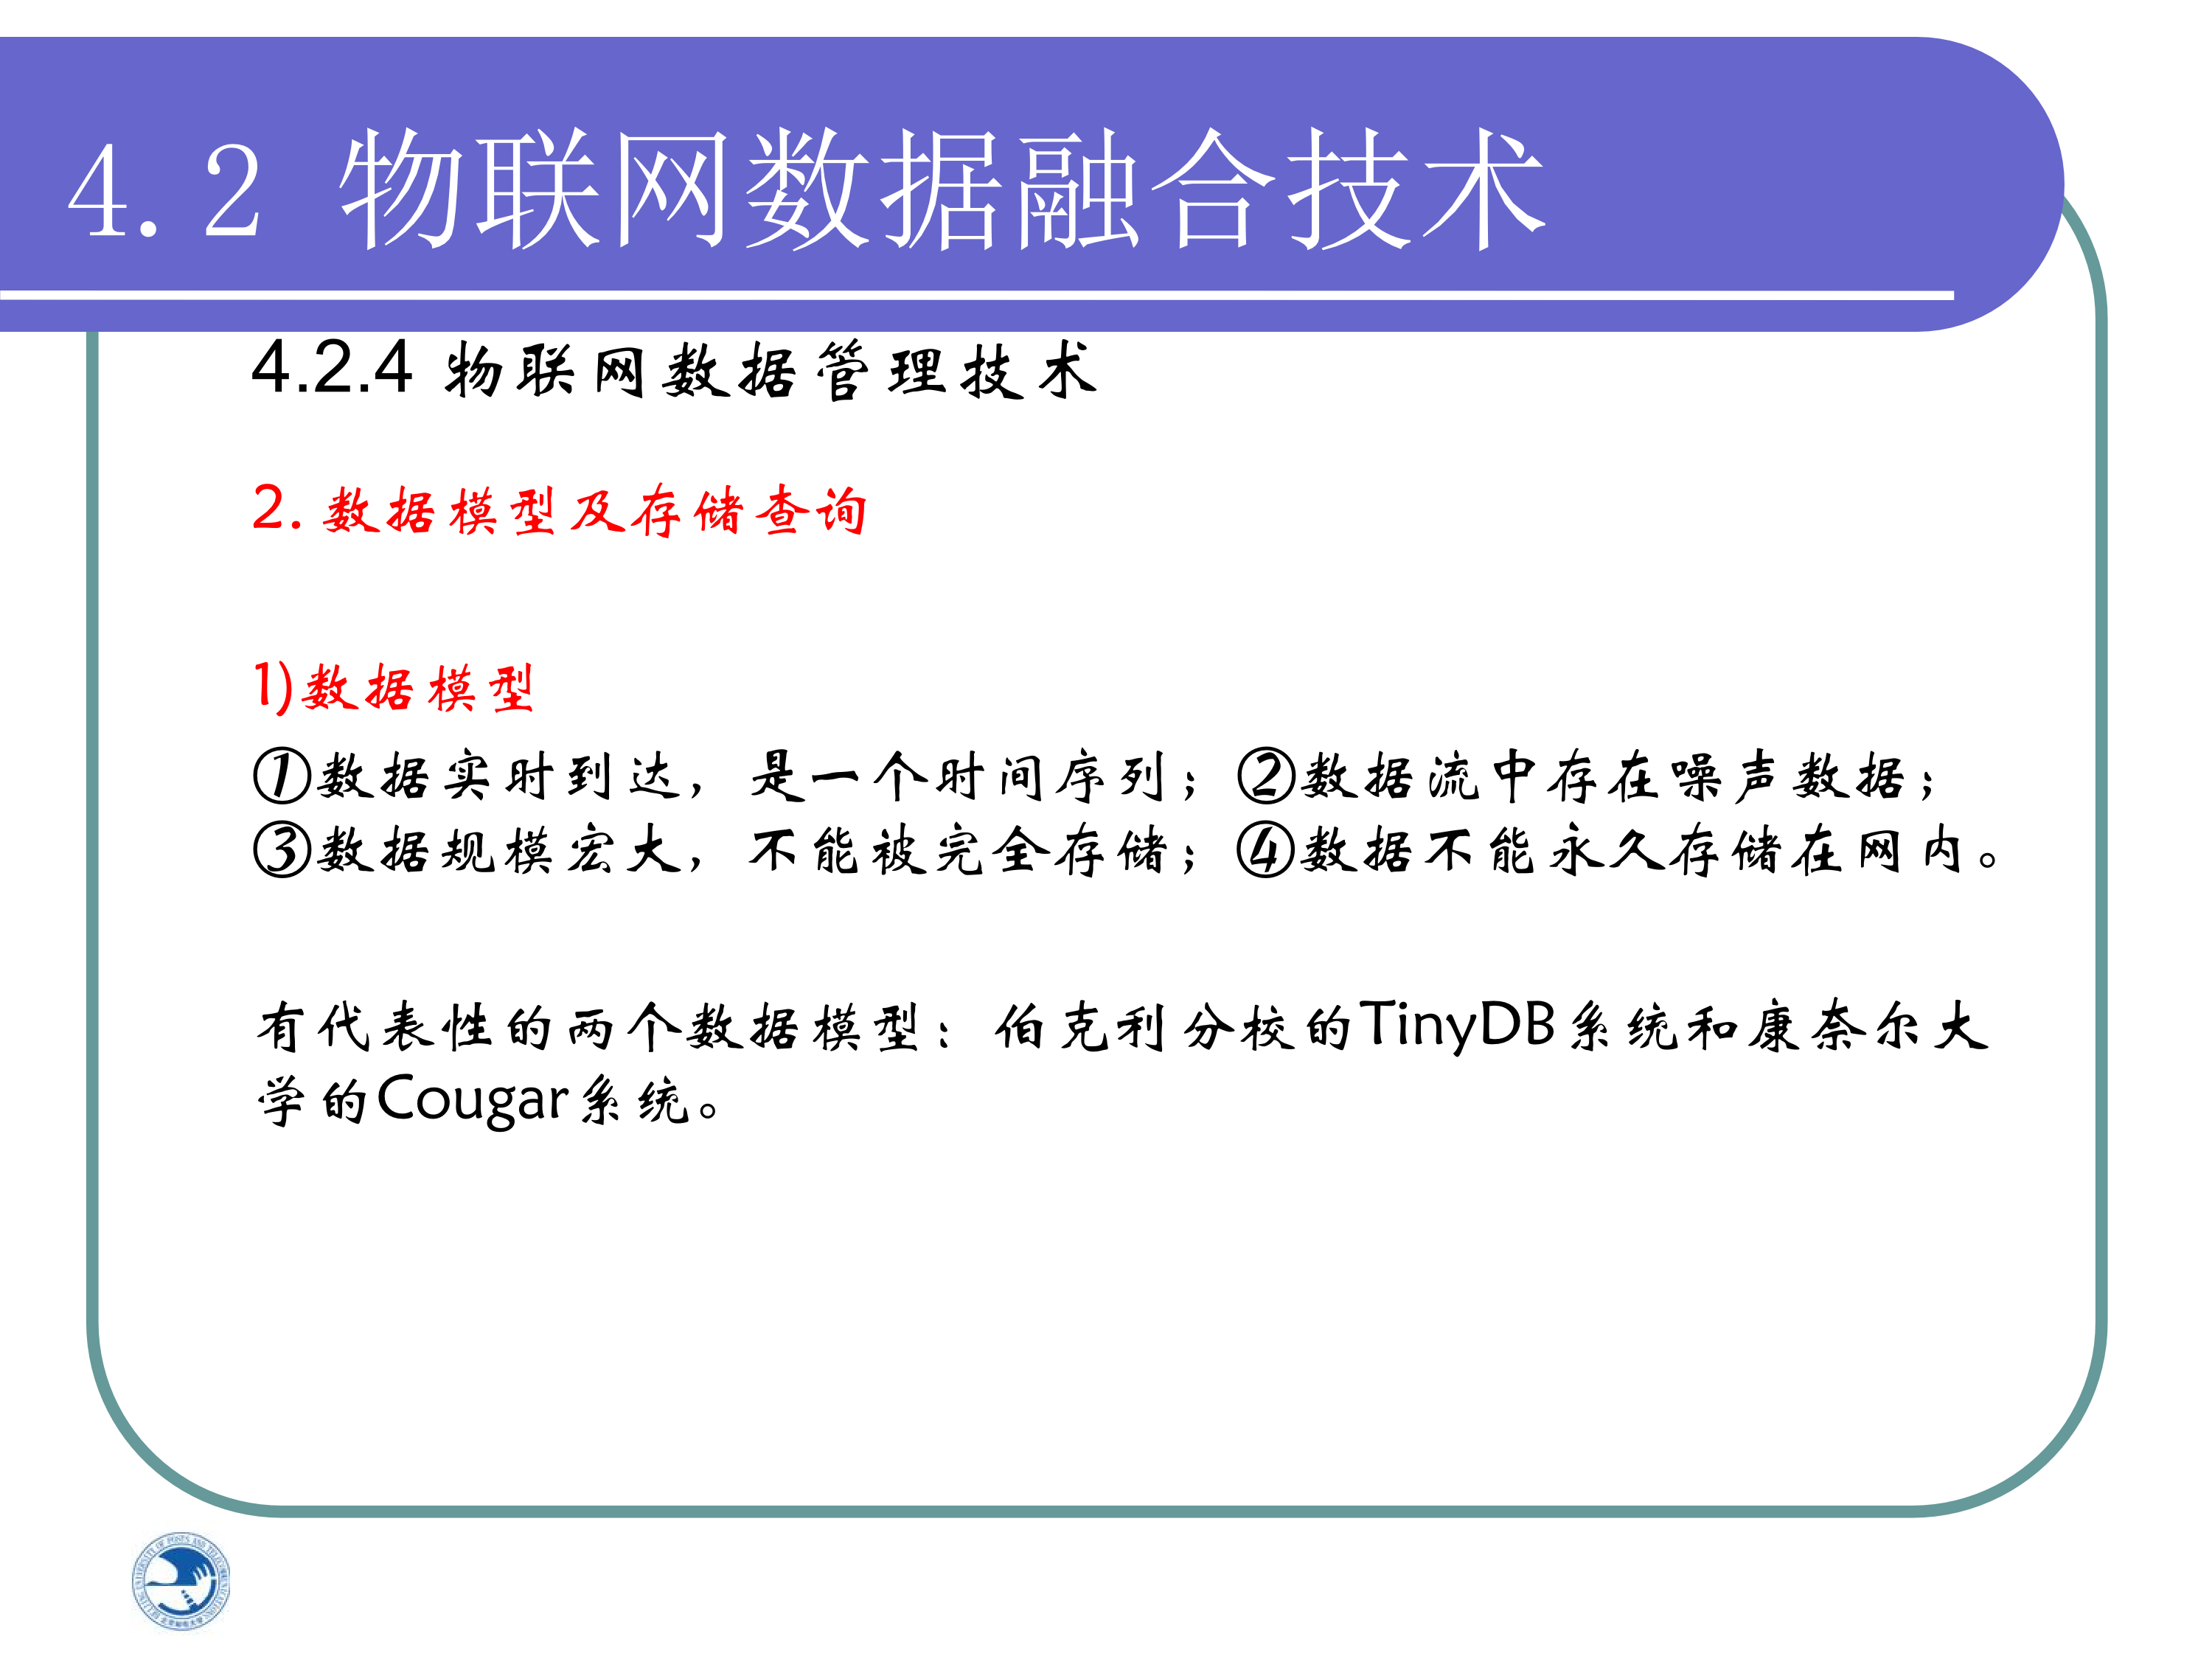 4.2 物联网数据融合技术
4.2.4 物联网数据管理技术
2. 数据模型及存储查询
1)数据模型
①数据实时到达，是一个时间序列；②数据流中存在噪声数据；
③数据规模宏大，不能被完全存储；④数据不能永久存储在网内。
有代表性的两个数据模型：伯克利分校的TinyDB系统和康奈尔大
学的Cougar系统。